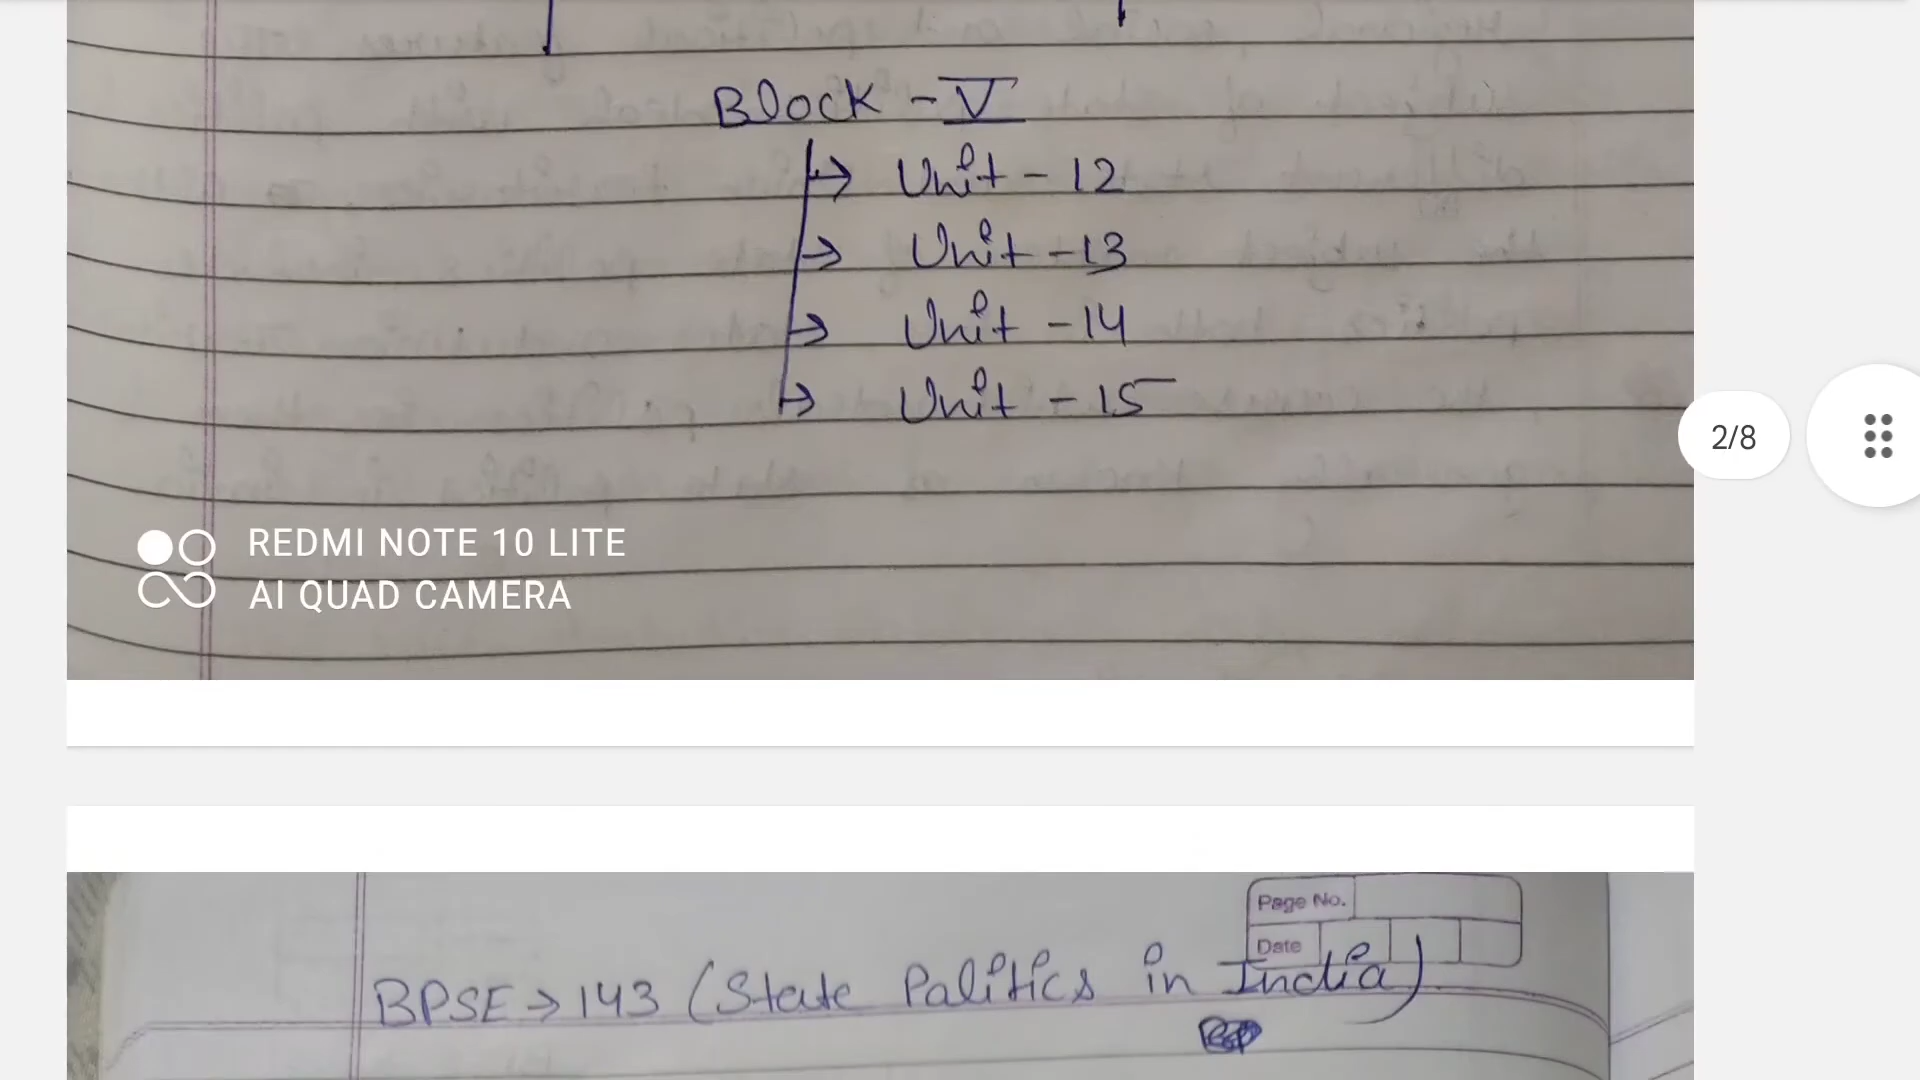 Block - V
→ Unit - 12
→ Unit - 13
→ Unit - 14
→ Unit - 15
2/8
REDMI NOTE 10 LITE
AI QUAD CAMERA
Page No.
Date
BPSE → 143 (State Palitics in India)